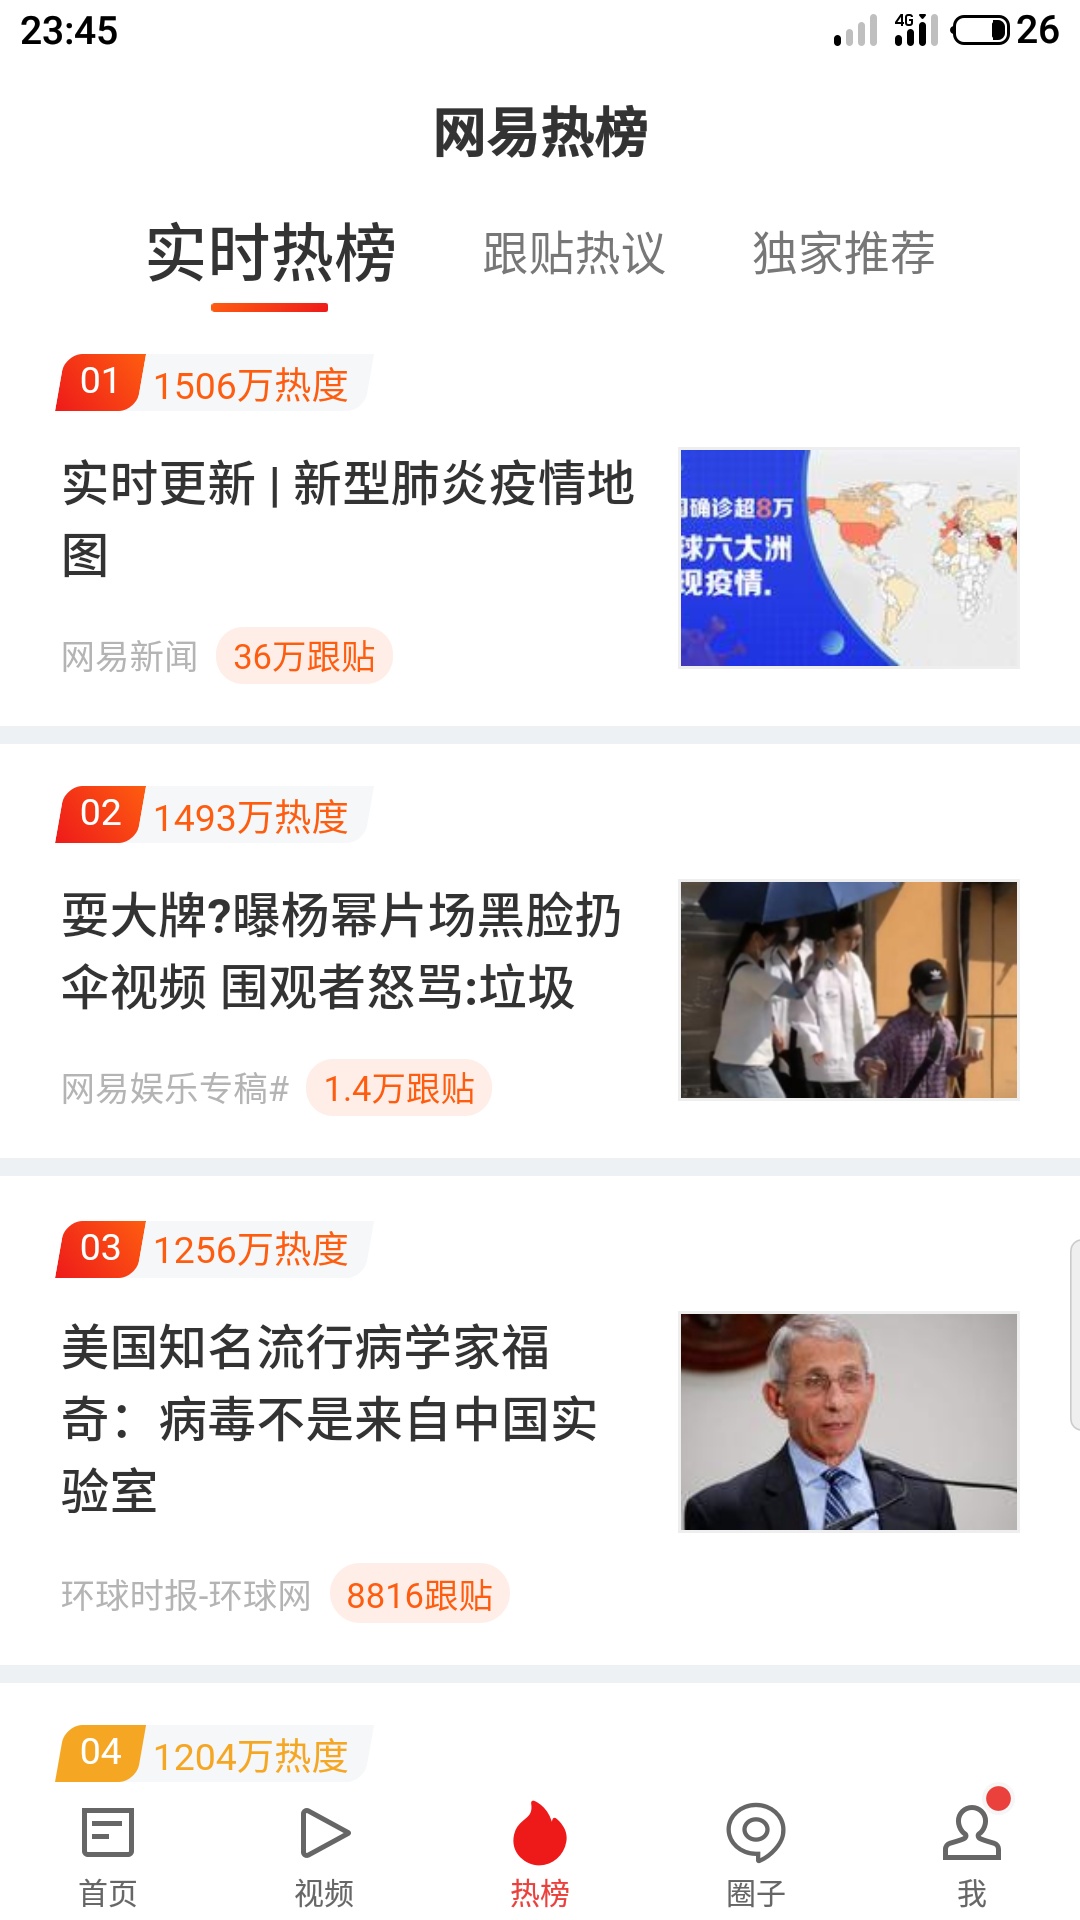 23:45
4G
26
网易热榜
实时热榜 跟贴热议 独家推荐
01 1506万热度
实时更新 | 新型肺炎疫情地
图
确诊超8万
球六大洲
现疫情.
网易新闻 36万跟贴
02 1493万热度
耍大牌?曝杨幂片场黑脸扔
伞视频 围观者怒骂:垃圾
网易娱乐专稿# 1.4万跟贴
03 1256万热度
美国知名流行病学家福
奇：病毒不是来自中国实
验室
环球时报-环球网 8816跟贴
04 1204万热度
首页 视频 热榜 圈子 我